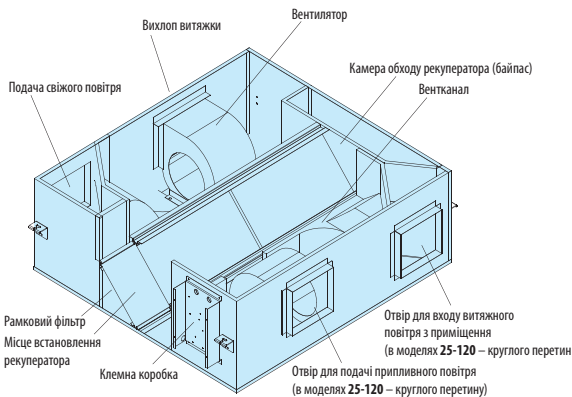 Вентилятор
Вихлоп витяжки
Камера обходу рекуператора (байпас)
Подача свіжого повітря
Вентканал
Рамковий фільтр
Місце встановлення
рекуператора
Клемна коробка
Отвір для входу витяжного
повітря з приміщення
(в моделях 25-120 – круглого перетин
Отвір для подачі припливного повітря
(в моделях 25-120 – круглого перетину)